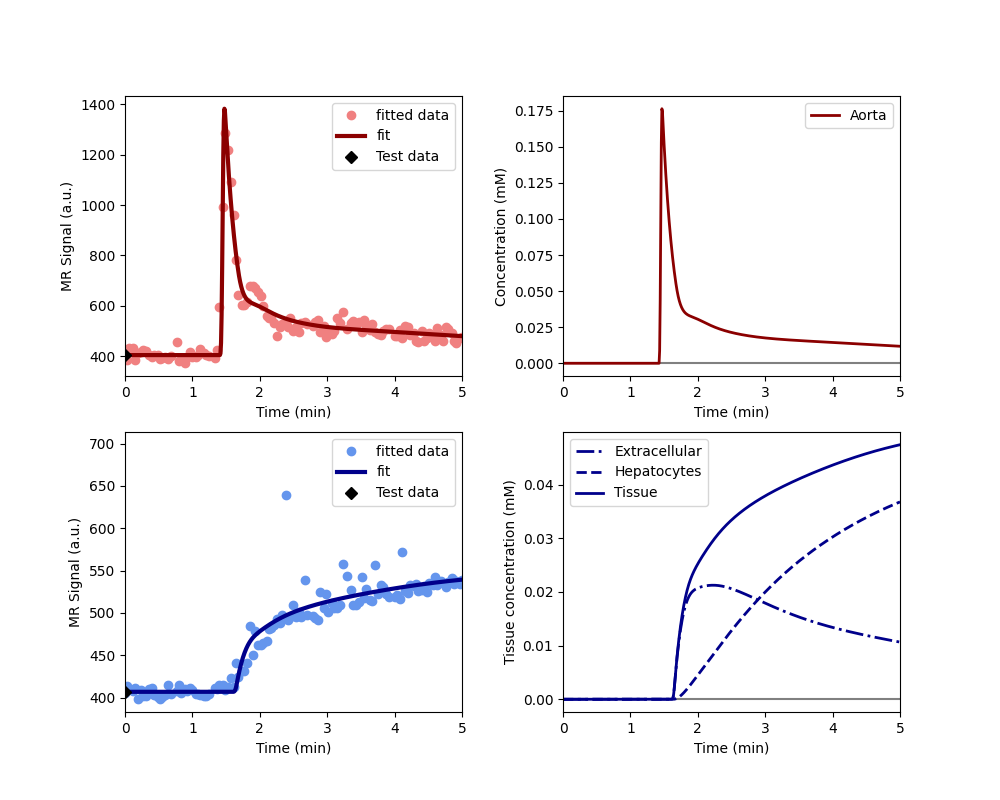 MR Signal (a.u.)
1400
1200
1000
800
600
400
0 1 2 3 4 5
Time (min)
fitted data
fit
Test data
Concentration (mM)
0.175
0.150
0.125
0.100
0.075
0.050
0.025
0.000
0 1 2 3 4 5
Time (min)
Aorta
MR Signal (a.u.)
700
650
600
550
500
450
400
0 1 2 3 4 5
Time (min)
fitted data
fit
Test data
Tissue concentration (mM)
0.04
0.03
0.02
0.01
0.00
0 1 2 3 4 5
Time (min)
Extracellular
Hepatocytes
Tissue